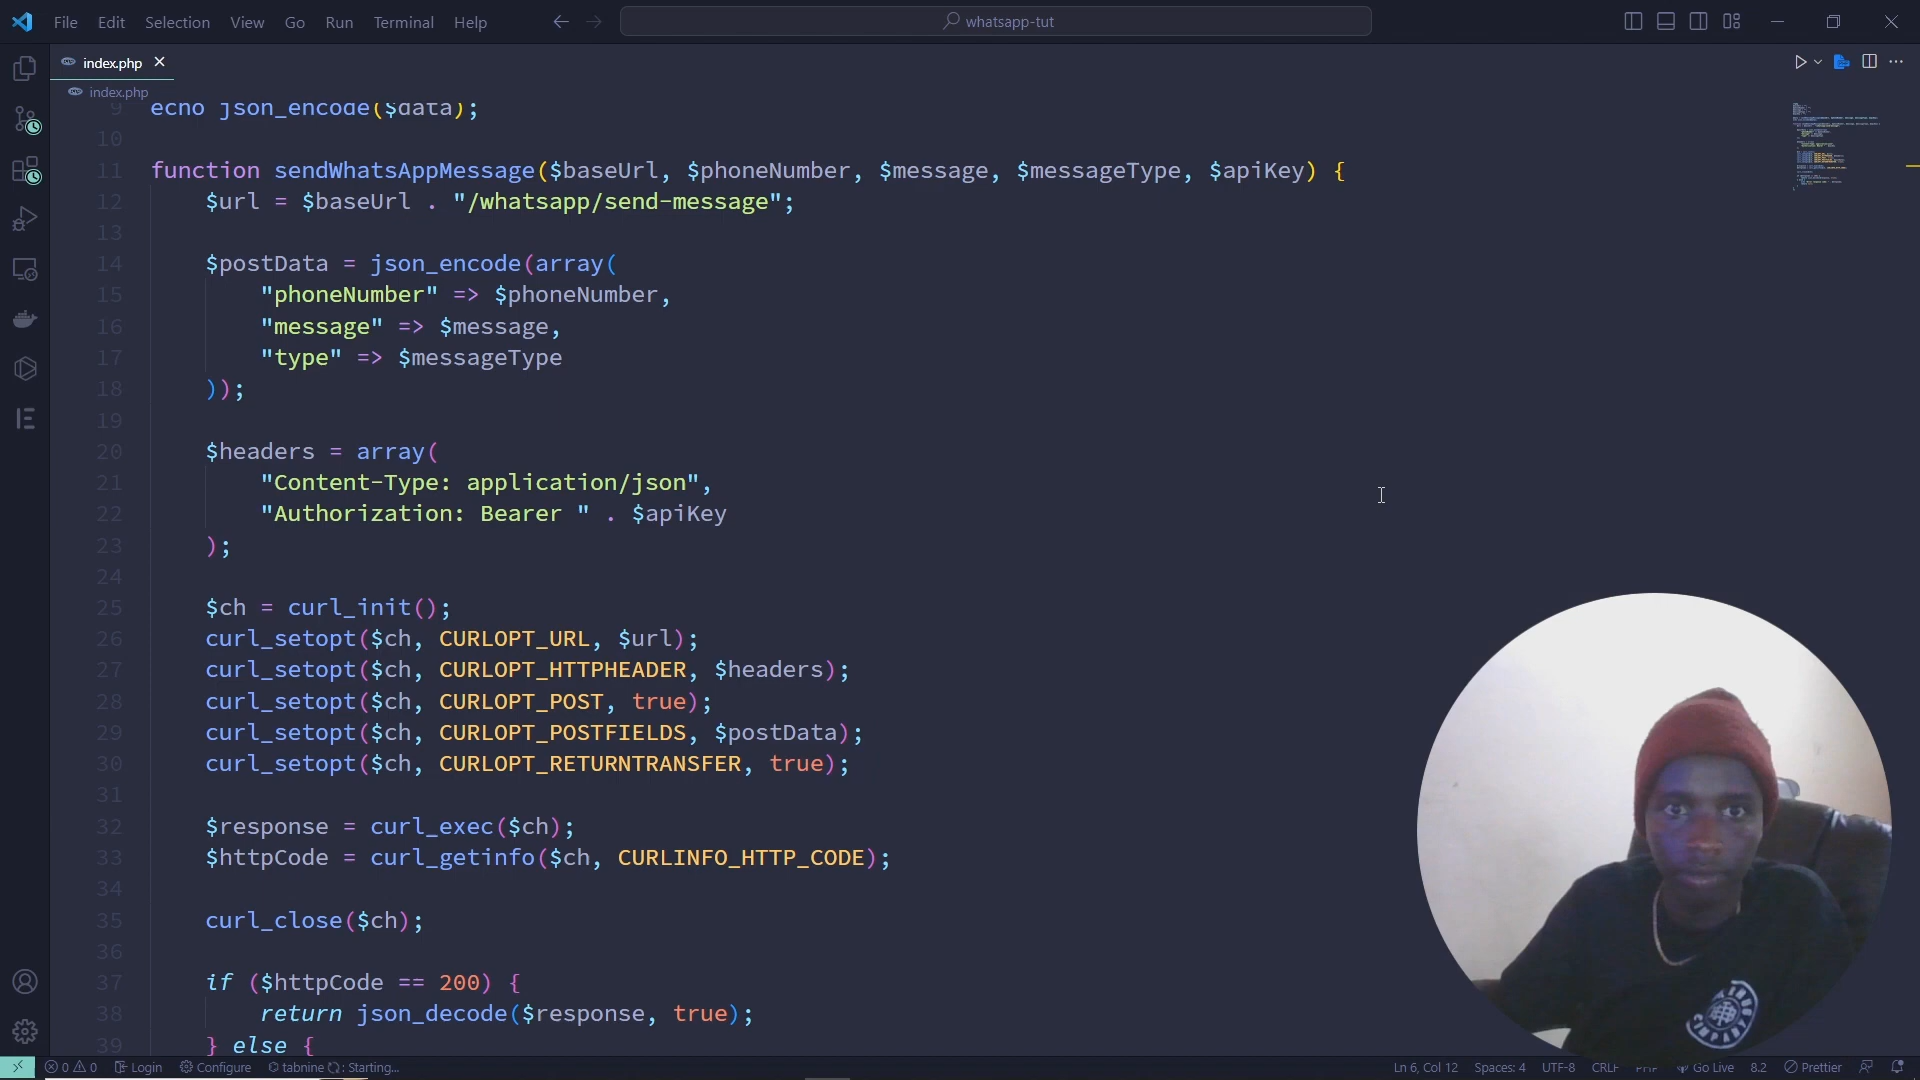 File Edit Selection View Go Run Terminal Help
whatsapp-tut
index.php
index.php
9 echo json_encode($data);
10
11 function sendWhatsAppMessage($baseUrl, $phoneNumber, $message, $messageType, $apiKey) {
12 $url = $baseUrl . "/whatsapp/send-message";
13
14 $postData = json_encode(array(
15 "phoneNumber" => $phoneNumber,
16 "message" => $message,
17 "type" => $messageType
18 ));
19
20 $headers = array(
21 "Content-Type: application/json",
22 "Authorization: Bearer " . $apiKey
23 );
24
25 $ch = curl_init();
26 curl_setopt($ch, CURLOPT_URL, $url);
27 curl_setopt($ch, CURLOPT_HTTPHEADER, $headers);
28 curl_setopt($ch, CURLOPT_POST, true);
29 curl_setopt($ch, CURLOPT_POSTFIELDS, $postData);
30 curl_setopt($ch, CURLOPT_RETURNTRANSFER, true);
31
32 $response = curl_exec($ch);
33 $httpCode = curl_getinfo($ch, CURLINFO_HTTP_CODE);
34
35 curl_close($ch);
36
37 if ($httpCode == 200) {
38 return json_decode($response, true);
39 } else {
0 0 Login Configure tabnine : Starting... Ln 6, Col 12 Spaces: 4 UTF-8 CRLF PHP Go Live 8.2 Prettier